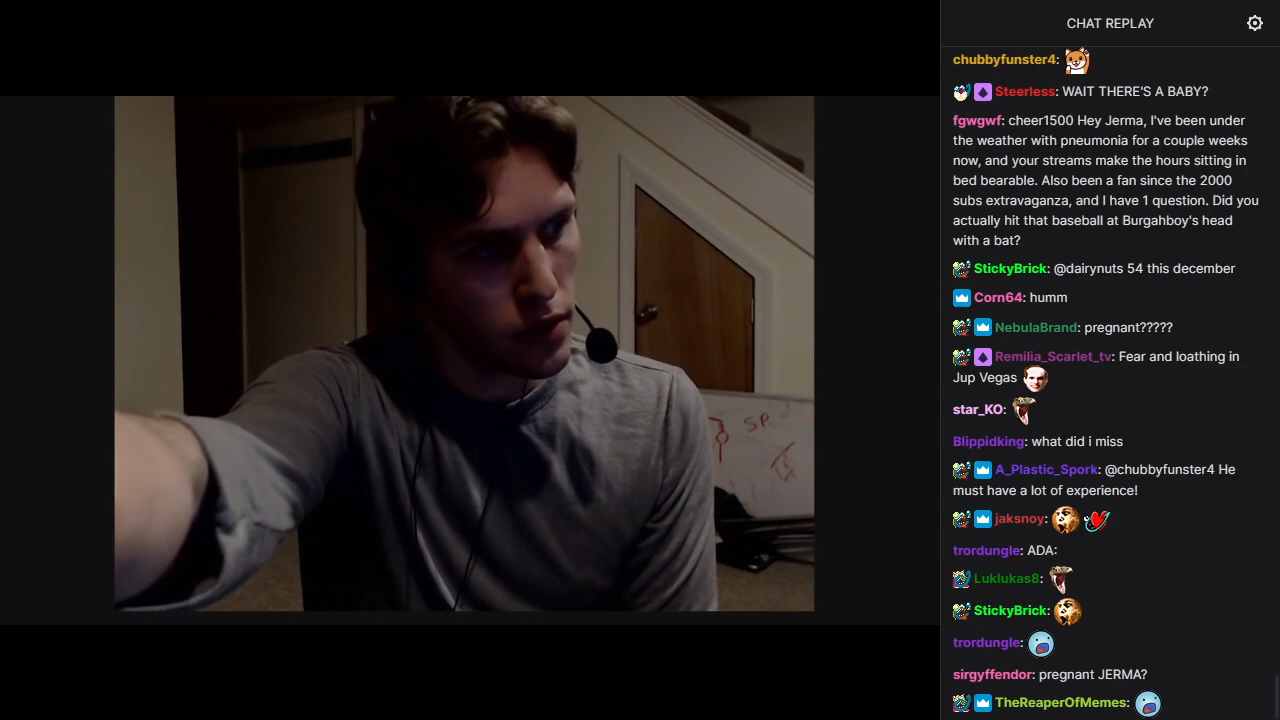 CHAT REPLAY
chubbyfunster4:
Steerless: WAIT THERE'S A BABY?
fgwgwf: cheer1500 Hey Jerma, I've been under
the weather with pneumonia for a couple weeks
now, and your streams make the hours sitting in
bed bearable. Also been a fan since the 2000
subs extravaganza, and I have 1 question. Did you
actually hit that baseball at Burgahboy's head
with a bat?
StickyBrick: @dairynuts 54 this december
Corn64: humm
NebulaBrand: pregnant?????
Remilia_Scarlet_tv: Fear and loathing in
Jup Vegas
star_KO:
Blippidking: what did i miss
A_Plastic_Spork: @chubbyfunster4 He
must have a lot of experience!
jaksnoy:
trordungle: ADA:
Luklukas8:
StickyBrick:
trordungle:
sirgyffendor: pregnant JERMA?
TheReaperOfMemes:
SP